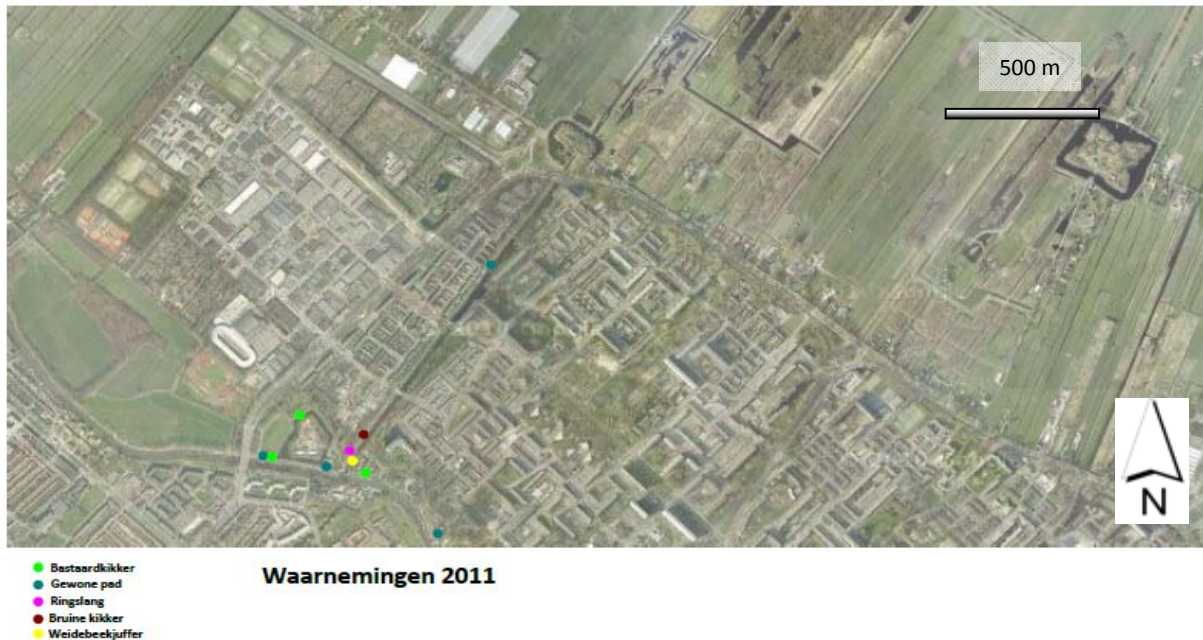 500 m
N
Waarnemingen 2011
Bastaardkikker
Gewone pad
Ringslang
Bruine kikker
Weidebeekjuffer